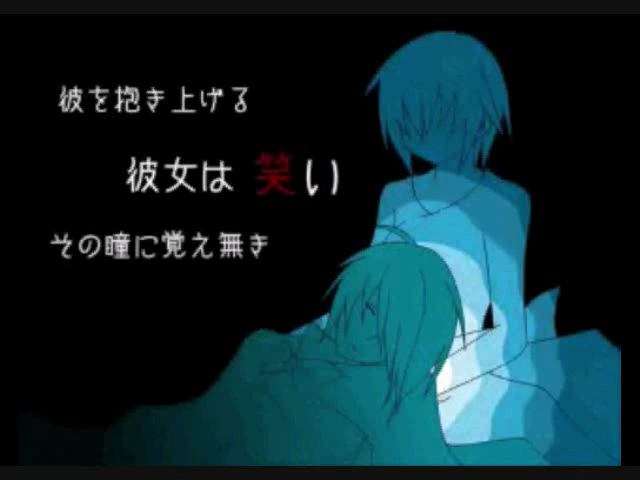 彼を抱き上げる
彼女は 笑い
その瞳に覚え無き